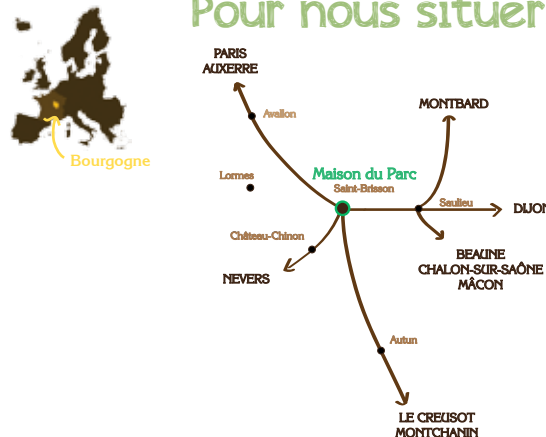 Pour nous situer
PARIS
AUXERRE
Avallon
MONTBARD
Bourgogne
Lormes
Maison du Parc
Saint-Brisson
Saulieu
DIJON
Château-Chinon
NEVERS
BEAUNE
CHALON-SUR-SAÔNE
MÂCON
Autun
LE CREUSOT
MONTCHANIN